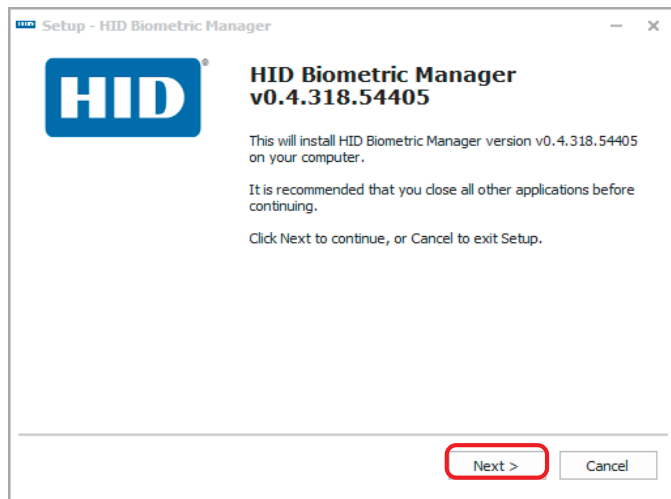 Setup - HID Biometric Manager
HID®
HID Biometric Manager
v0.4.318.54405
This will install HID Biometric Manager version v0.4.318.54405
on your computer.
It is recommended that you close all other applications before
continuing.
Click Next to continue, or Cancel to exit Setup.
Next >
Cancel